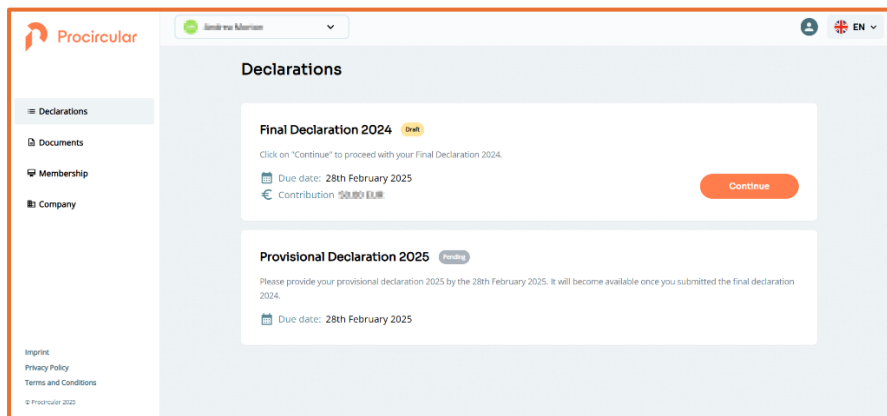 Procircular
EN
Declarations
Declarations
Documents
Membership
Company
Final Declaration 2024 Draft
Click on "Continue" to proceed with your Final Declaration 2024.
Due date: 28th February 2025
€ Contribution
Continue
Provisional Declaration 2025 Pending
Please provide your provisional declaration 2025 by the 28th February 2025. It will become available once you submitted the final declaration
2024.
Due date: 28th February 2025
Imprint
Privacy Policy
Terms and Conditions
© Procircular 2025